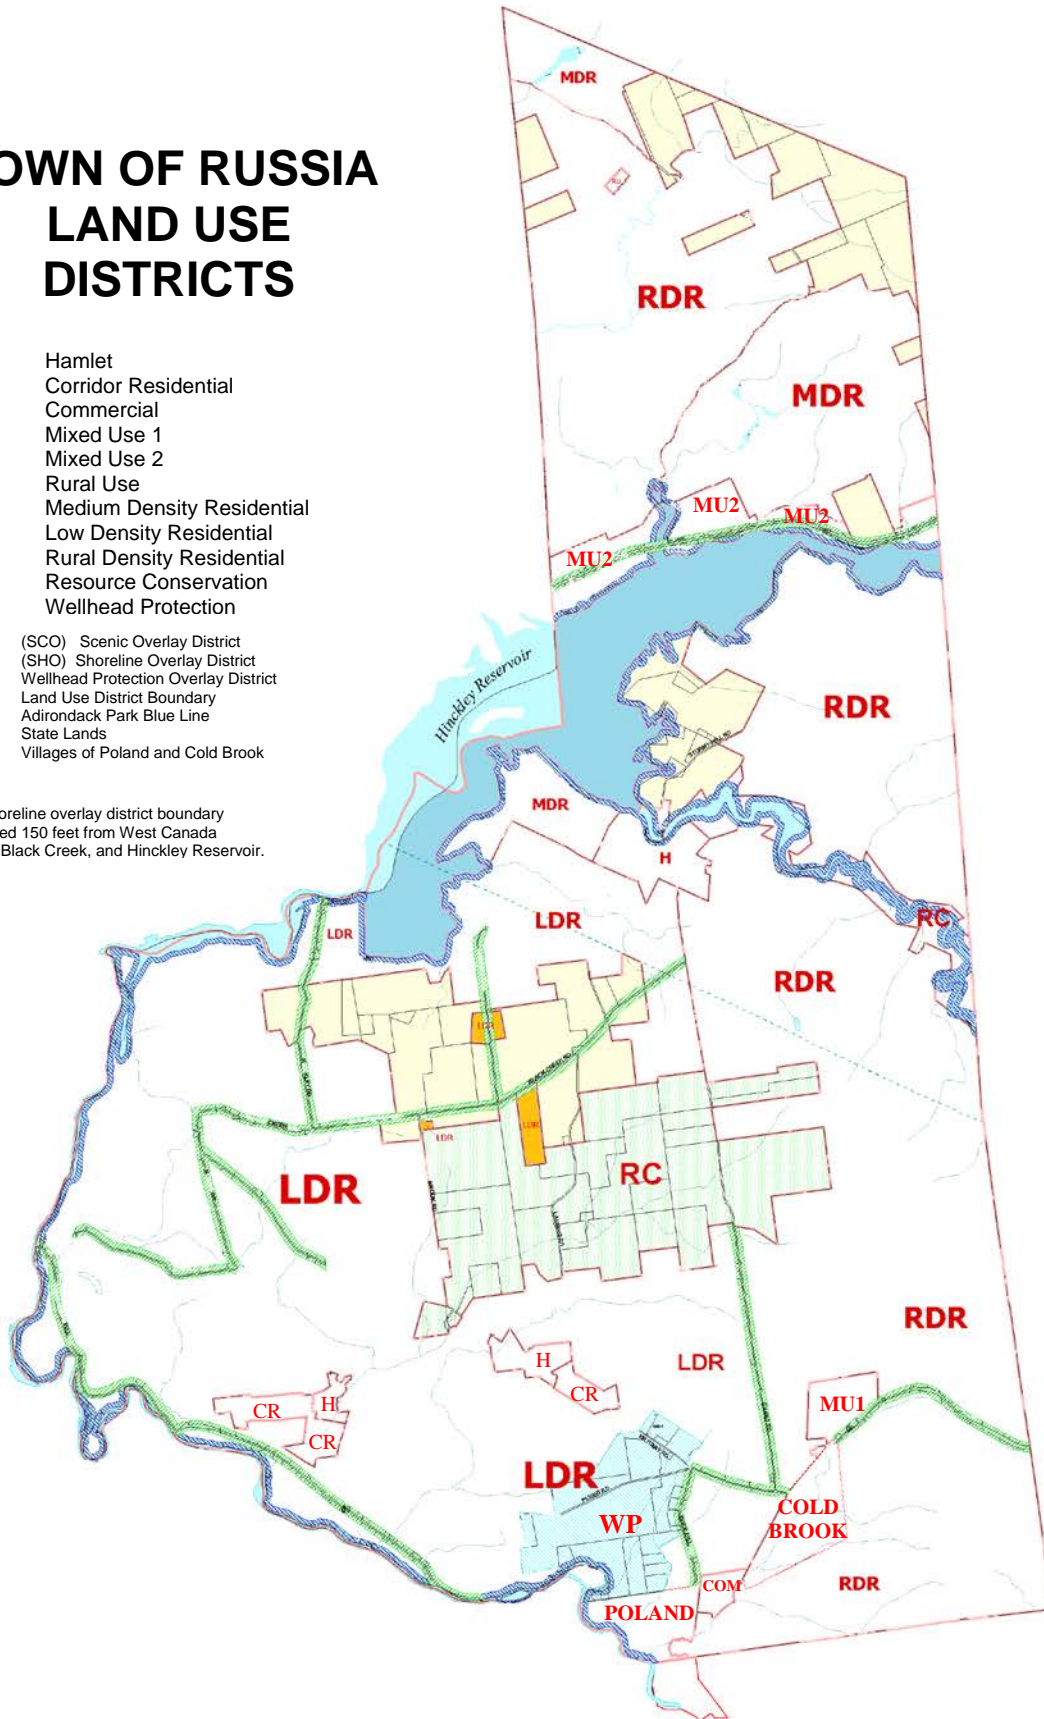 OWN OF RUSSIA
LAND USE
DISTRICTS
Hamlet
Corridor Residential
Commercial
Mixed Use 1
Mixed Use 2
Rural Use
Medium Density Residential
Low Density Residential
Rural Density Residential
Resource Conservation
Wellhead Protection
(SCO) Scenic Overlay District
(SHO) Shoreline Overlay District
Wellhead Protection Overlay District
Land Use District Boundary
Adirondack Park Blue Line
State Lands
Villages of Poland and Cold Brook
oreline overlay district boundary
ed 150 feet from West Canada
Black Creek, and Hinckley Reservoir.
MDR
RDR
MDR
MU2
MU2
MU2
Hinckley Reservoir
RDR
MDR
H
LDR
LDR
RC
RDR
LDR
LDR
LDR
LDR
RC
RDR
H
CR
LDR
CR
H
CR
MU1
LDR
WP
COLD
BROOK
COM
RDR
POLAND